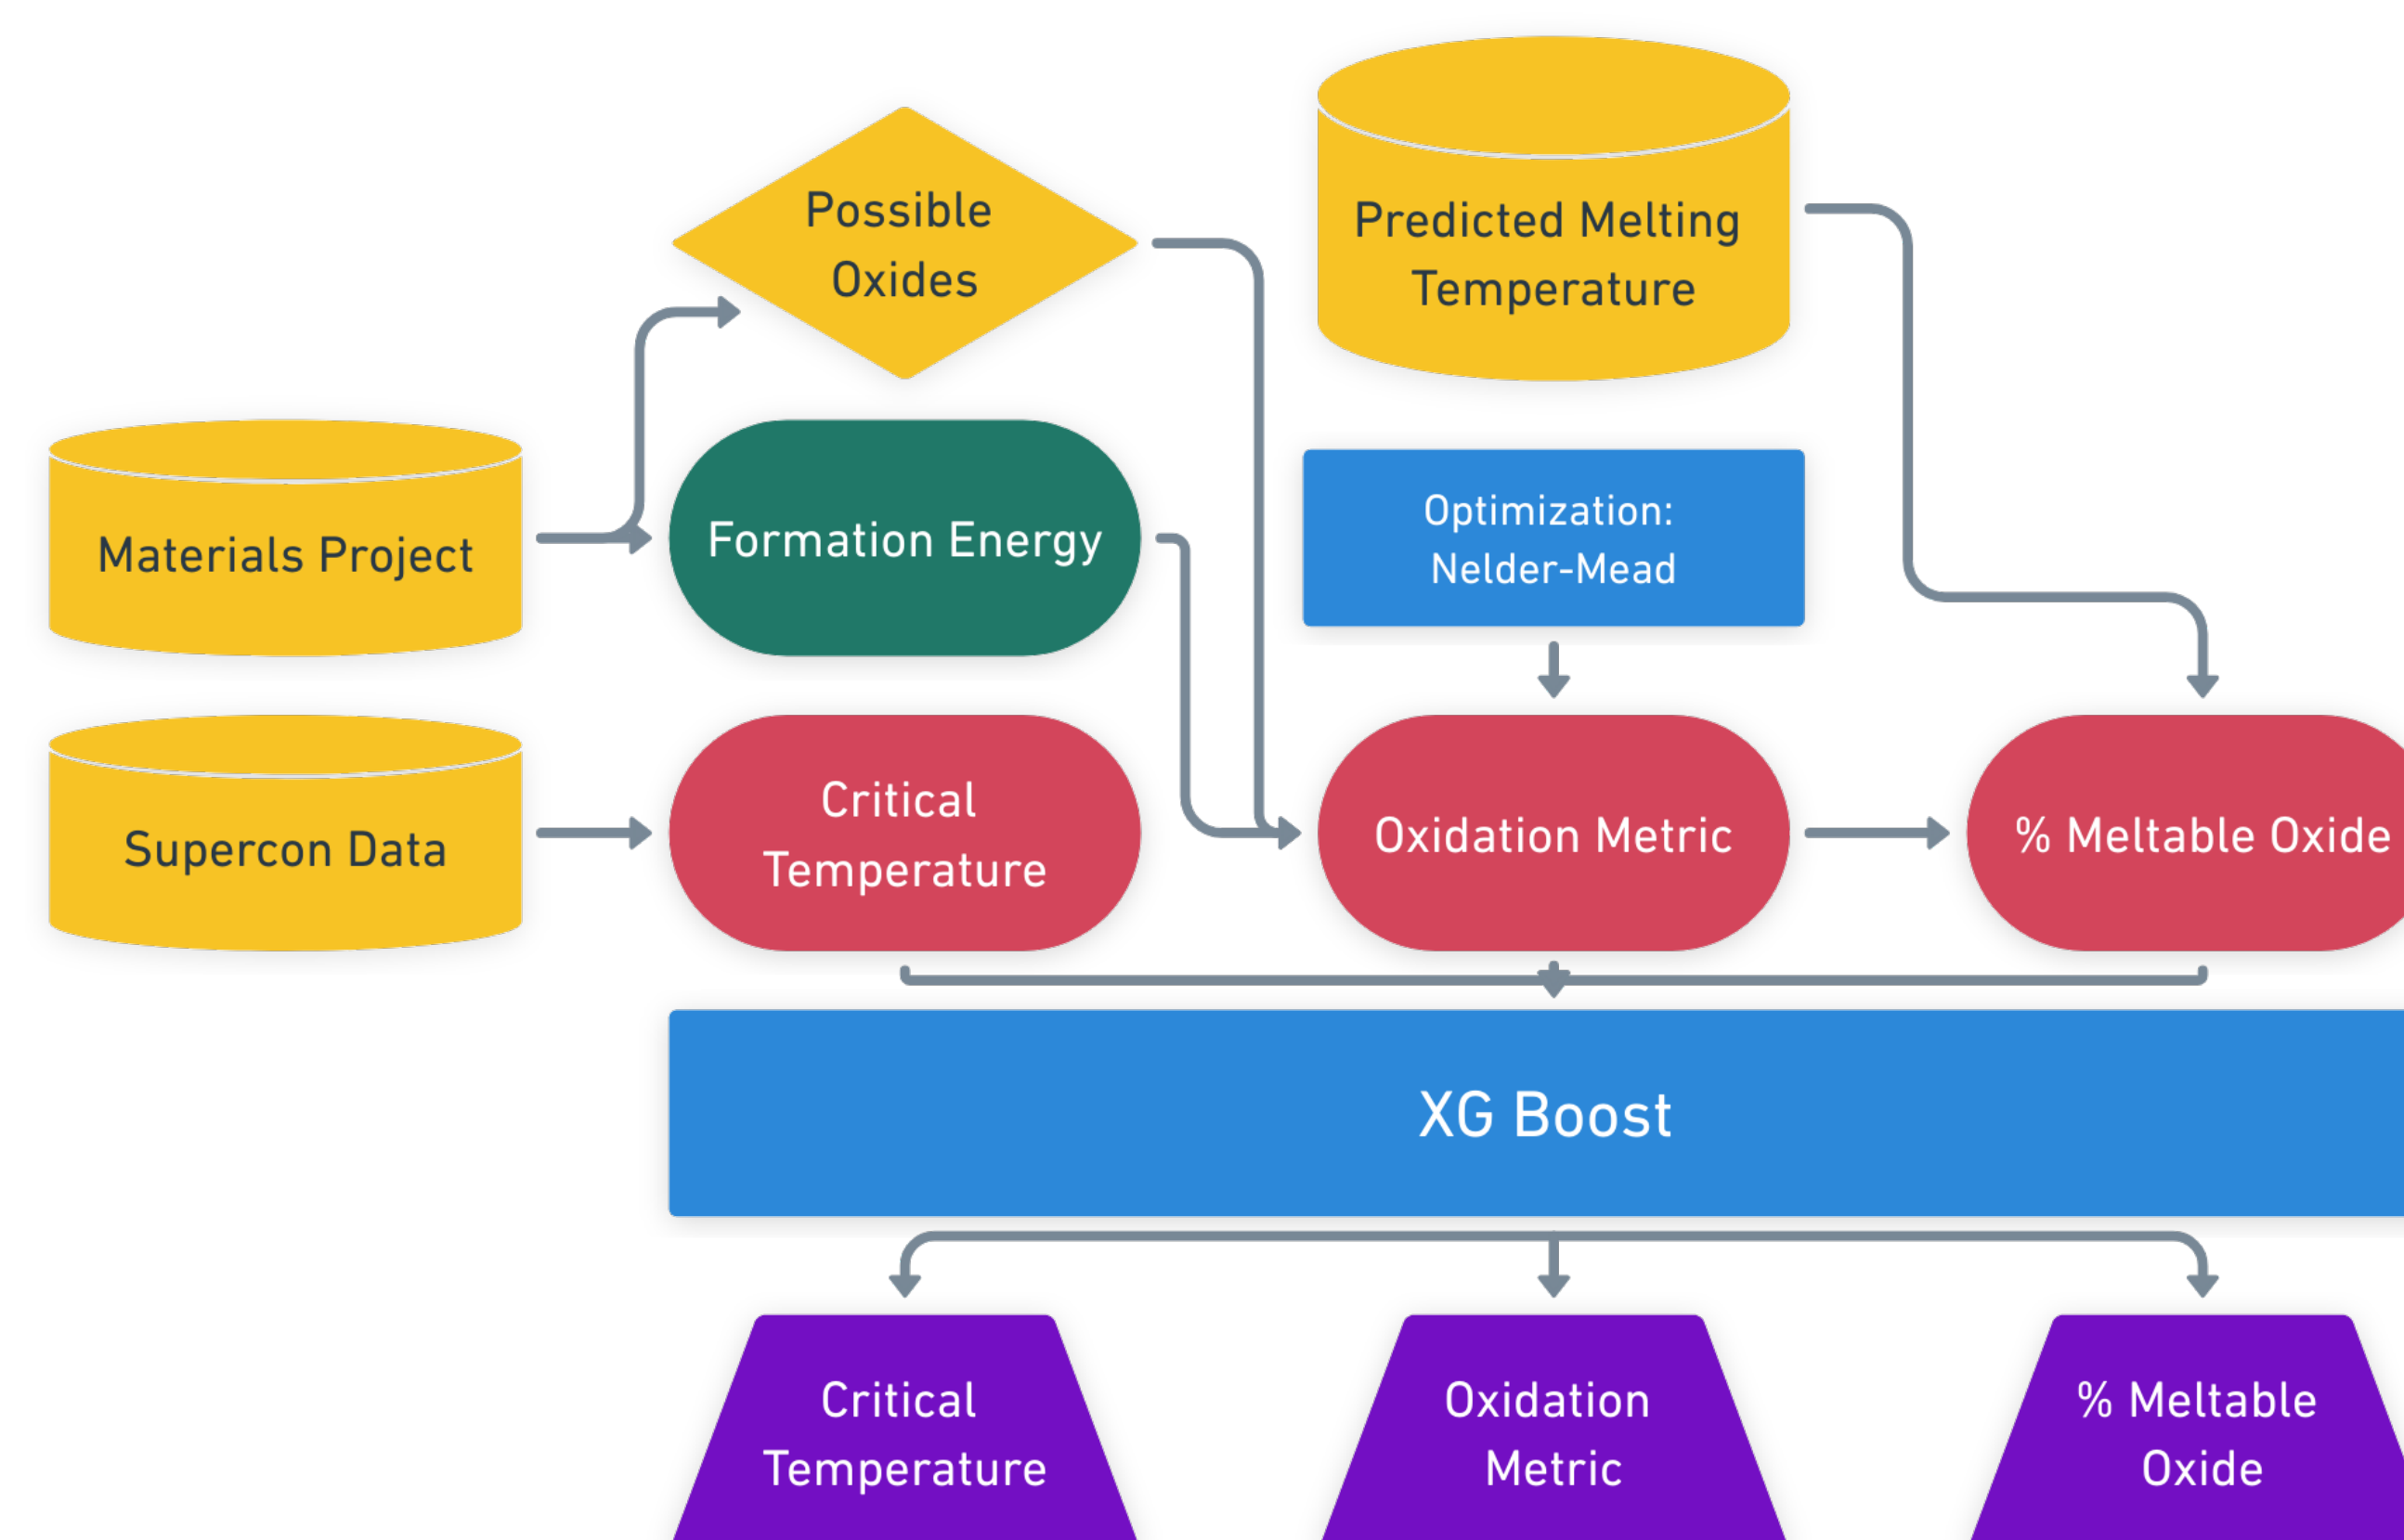 Possible
Oxides
Predicted Melting
Temperature
Materials Project
Formation Energy
Optimization:
Nelder-Mead
Supercon Data
Critical
Temperature
Oxidation Metric
% Meltable Oxide
XG Boost
Critical
Temperature
Oxidation
Metric
% Meltable
Oxide